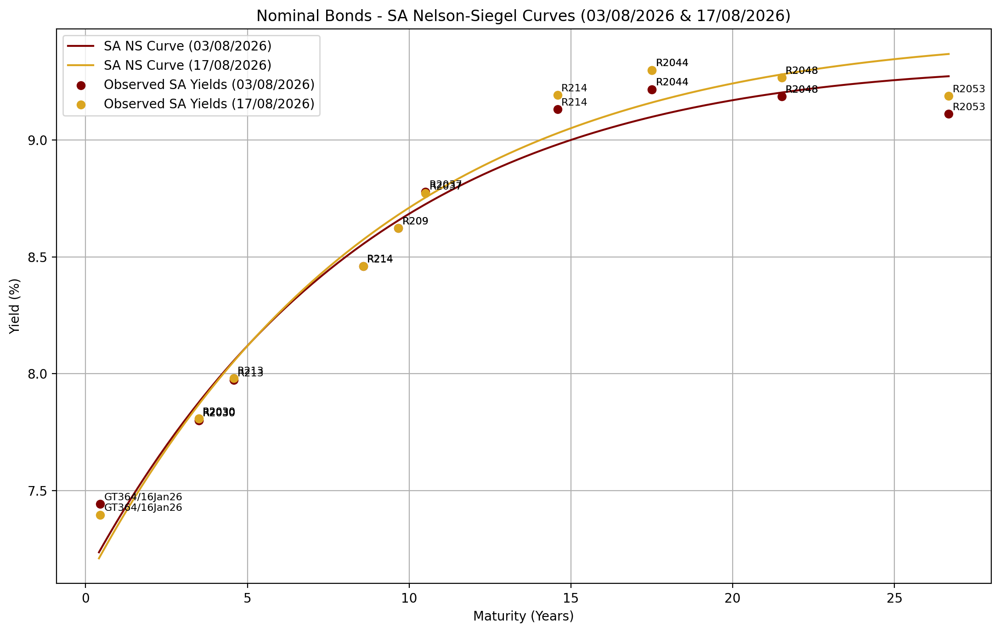 Nominal Bonds - SA Nelson-Siegel Curves (03/08/2026 & 17/08/2026)
SA NS Curve (03/08/2026)
SA NS Curve (17/08/2026)
Observed SA Yields (03/08/2026)
Observed SA Yields (17/08/2026)
R2044
R2044
R2048
R2048
R214
R214
R2053
R2053
R2037
R2037
R209
R214
R214
R213
R213
R2030
R2030
GT364/16Jan26
GT364/16Jan26
9.0
8.5
8.0
7.5
Yield (%)
0
5
10
15
20
25
Maturity (Years)